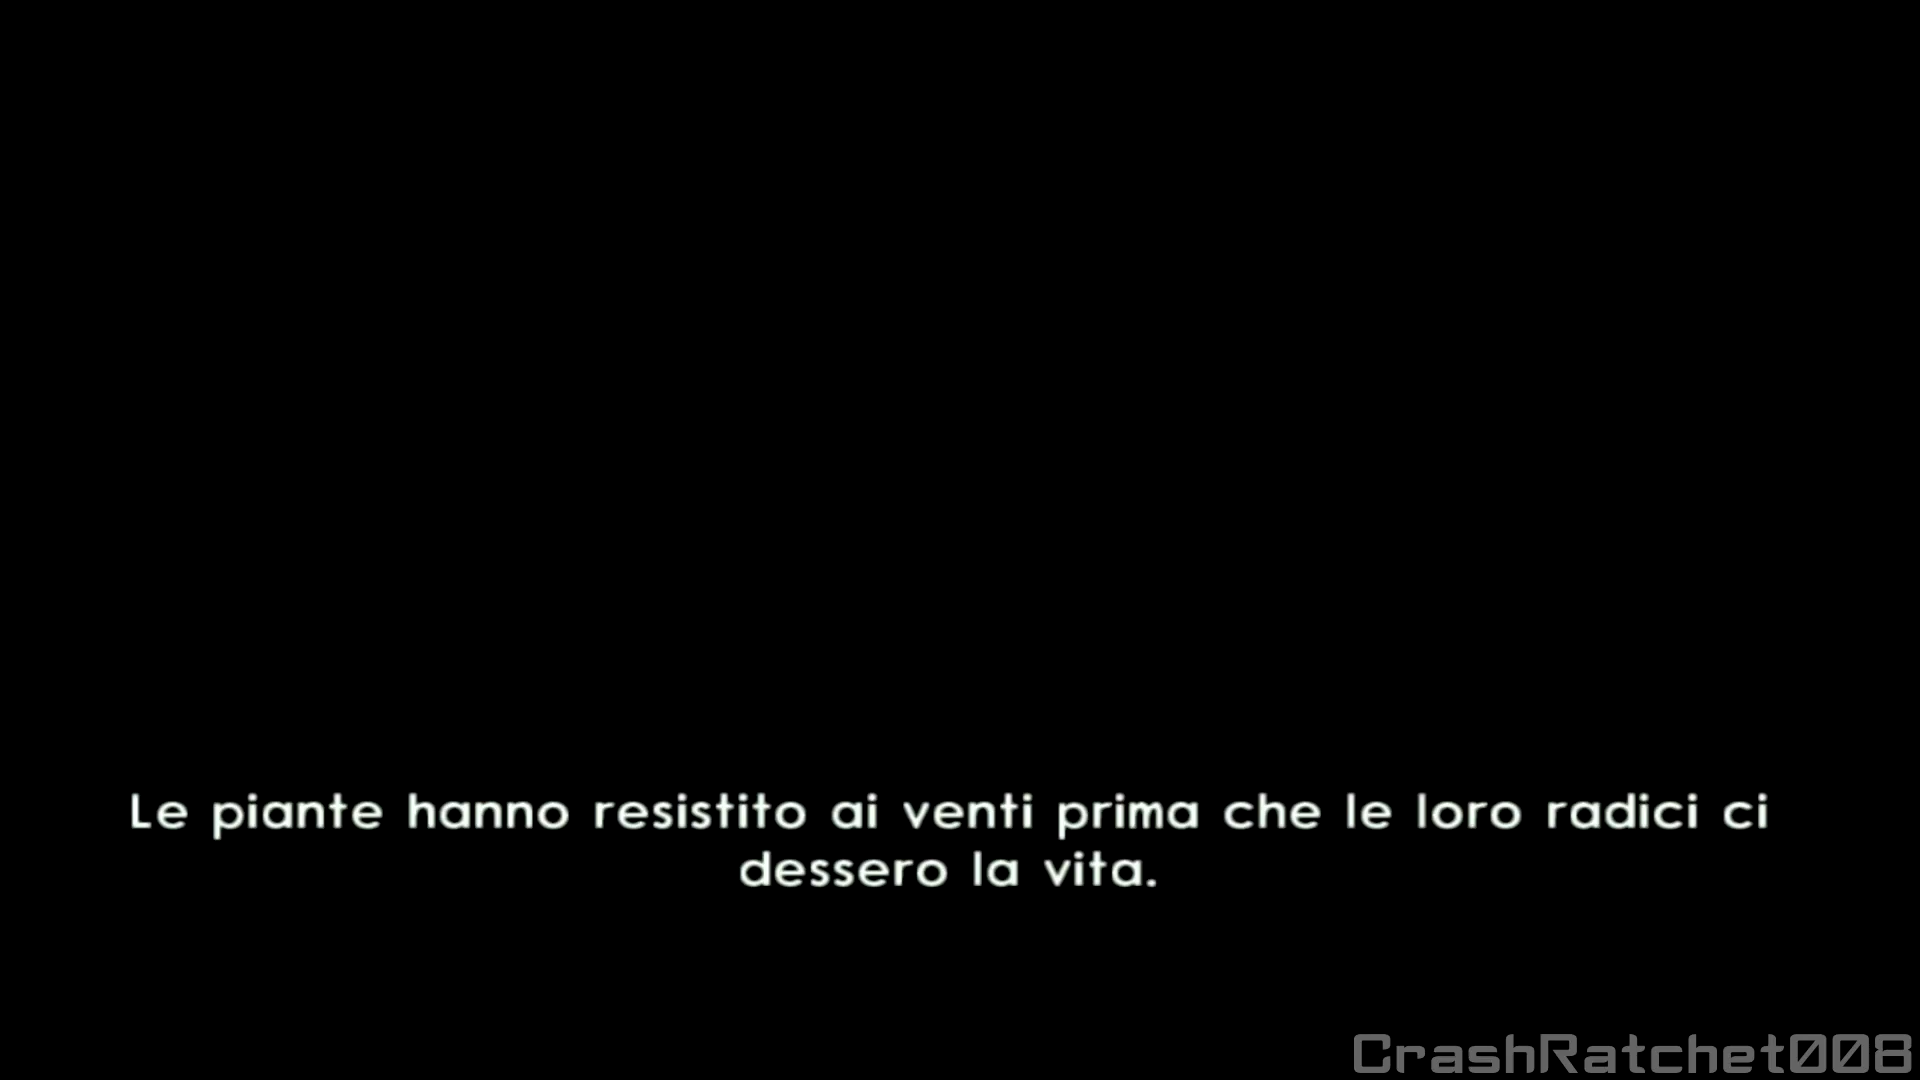 Le piante hanno resistito ai venti prima che le loro radici ci
dessero la vita.
CrashRatchet008